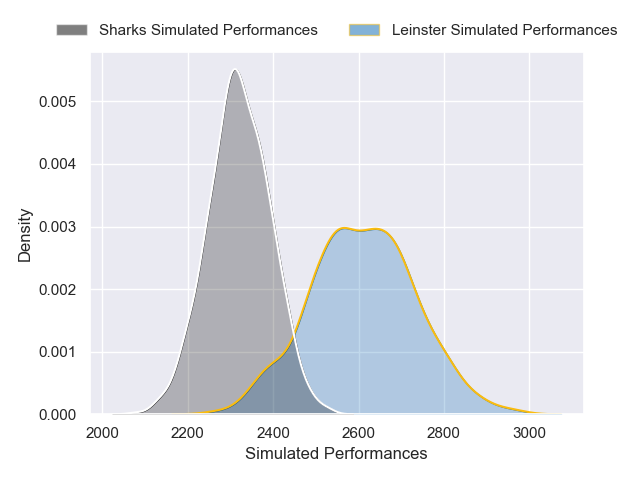 Sharks Simulated Performances Leinster Simulated Performances
0.005
0.004
0.003
0.002
0.001
0.000
Density
2000 2200 2400 2600 2800 3000
Simulated Performances